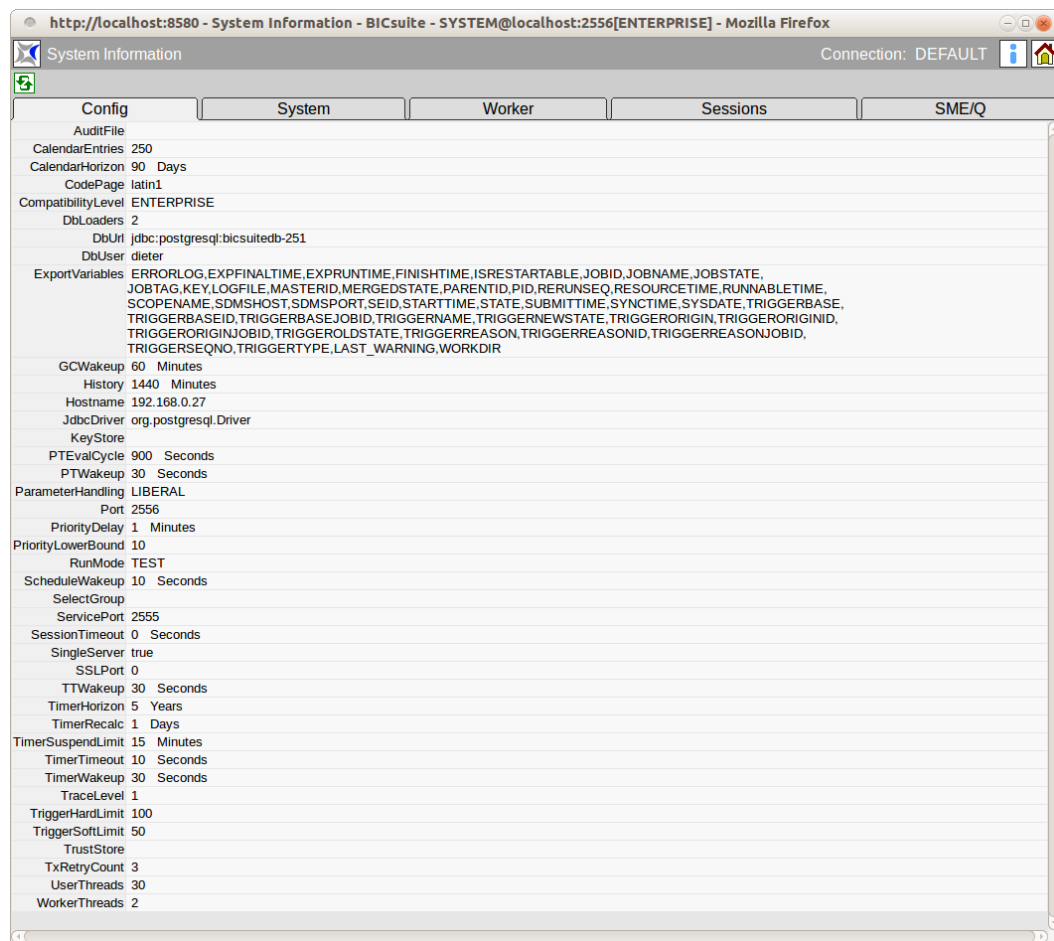 http://localhost:8580 - System Information - BICsuite - SYSTEM@localhost:2556[ENTERPRISE] - Mozilla Firefox
System Information Connection: DEFAULT
Config System Worker Sessions SME/Q
AuditFile
CalendarEntries 250
CalendarHorizon 90 Days
CodePage latin1
CompatibilityLevel ENTERPRISE
DbLoaders 2
DbUrl jdbc:postgresql:bicsuitedb-251
DbUser dieter
ExportVariables ERRORLOG,EXPFINALTIME,EXPRUNTIME,FINISHTIME,ISRESTARTABLE,JOBID,JOBNAME,JOBSTATE,
JOBTAG,KEY,LOGFILE,MASTERID,MERGEDSTATE,PARENTID,PID,RERUNSEQ,RESOURCETIME,RUNNABLETIME,
SCOPENAME,SDMSHOST,SDMSPORT,SEID,STARTTIME,STATE,SUBMITTIME,SYNCTIME,SYSDATE,TRIGGERBASE,
TRIGGERBASEID,TRIGGERBASEJOBID,TRIGGERNAME,TRIGGERNEWSTATE,TRIGGERORIGIN,TRIGGERORIGINID,
TRIGGERORIGINJOBID,TRIGGEROLDSTATE,TRIGGERREASON,TRIGGERREASONID,TRIGGERREASONJOBID,
TRIGGERSEQNO,TRIGGERTYPE,LAST_WARNING,WORKDIR
GCWakeup 60 Minutes
History 1440 Minutes
Hostname 192.168.0.27
JdbcDriver org.postgresql.Driver
KeyStore
PTEvalCycle 900 Seconds
PTWakeup 30 Seconds
ParameterHandling LIBERAL
Port 2556
PriorityDelay 1 Minutes
PriorityLowerBound 10
RunMode TEST
ScheduleWakeup 10 Seconds
SelectGroup
ServicePort 2555
SessionTimeout 0 Seconds
SingleServer true
SSLPort 0
TTWakeup 30 Seconds
TimerHorizon 5 Years
TimerRecalc 1 Days
TimerSuspendLimit 15 Minutes
TimerTimeout 10 Seconds
TimerWakeup 30 Seconds
TraceLevel 1
TriggerHardLimit 100
TriggerSoftLimit 50
TrustStore
TxRetryCount 3
UserThreads 30
WorkerThreads 2